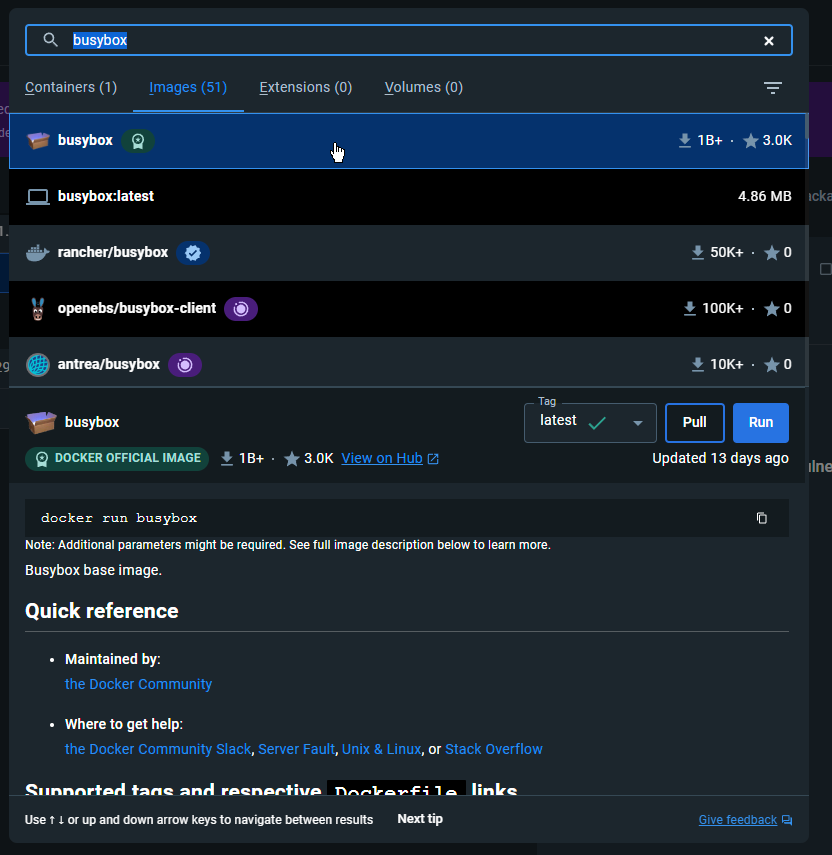 busybox
Containers (1) Images (51) Extensions (0) Volumes (0)
busybox 1B+ · 3.0K
busybox:latest 4.86 MB
rancher/busybox 50K+ · 0
openebs/busybox-client 100K+ · 0
antrea/busybox 10K+ · 0
Tag
busybox latest Pull Run
DOCKER OFFICIAL IMAGE 1B+ · 3.0K View on Hub Updated 13 days ago
docker run busybox
Note: Additional parameters might be required. See full image description below to learn more.
Busybox base image.
Quick reference
• Maintained by:
the Docker Community
• Where to get help:
the Docker Community Slack, Server Fault, Unix & Linux, or Stack Overflow
Supported tags and respective Dockerfile links
Use ↑ ↓ or up and down arrow keys to navigate between results Next tip Give feedback